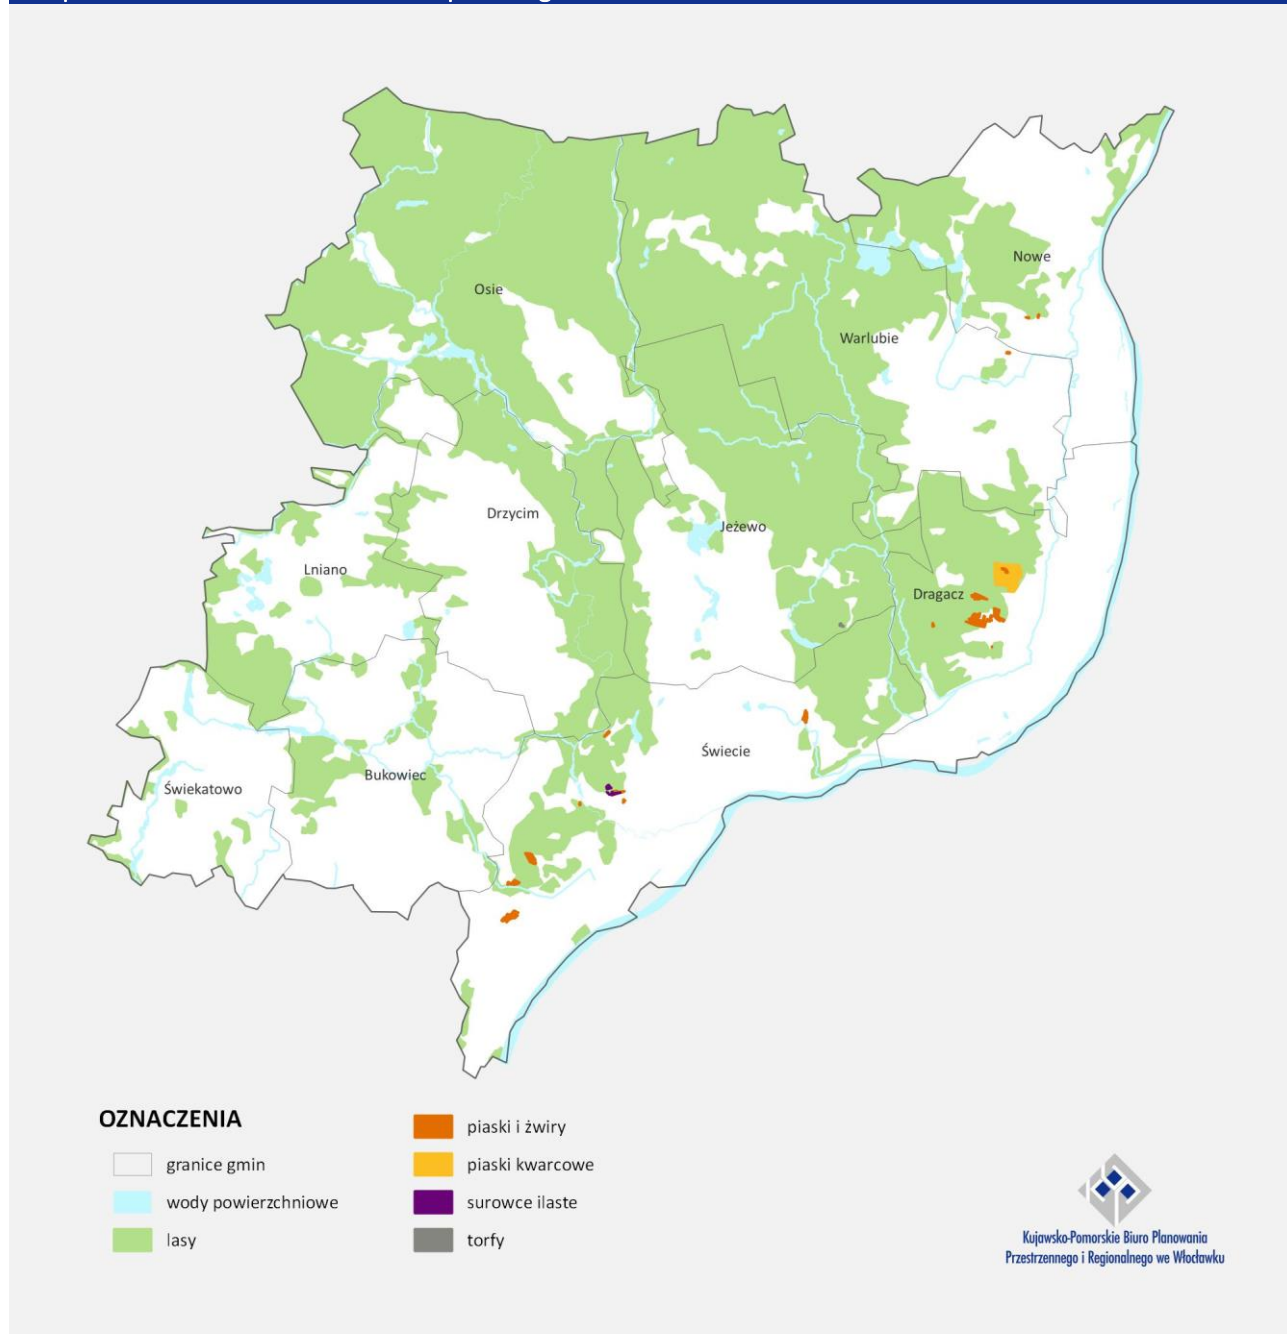 Nowe
Osie
Warlubie
Drzycim
Jeżewo
Lniano
Dragacz
Świecie
Bukowiec
Świekatowo
OZNACZENIA
granice gmin
wody powierzchniowe
lasy
piaski i żwiry
piaski kwarcowe
surowce ilaste
torfy
Kujawsko-Pomorskie Biuro Planowania
Przestrzennego i Regionalnego we Włocławku